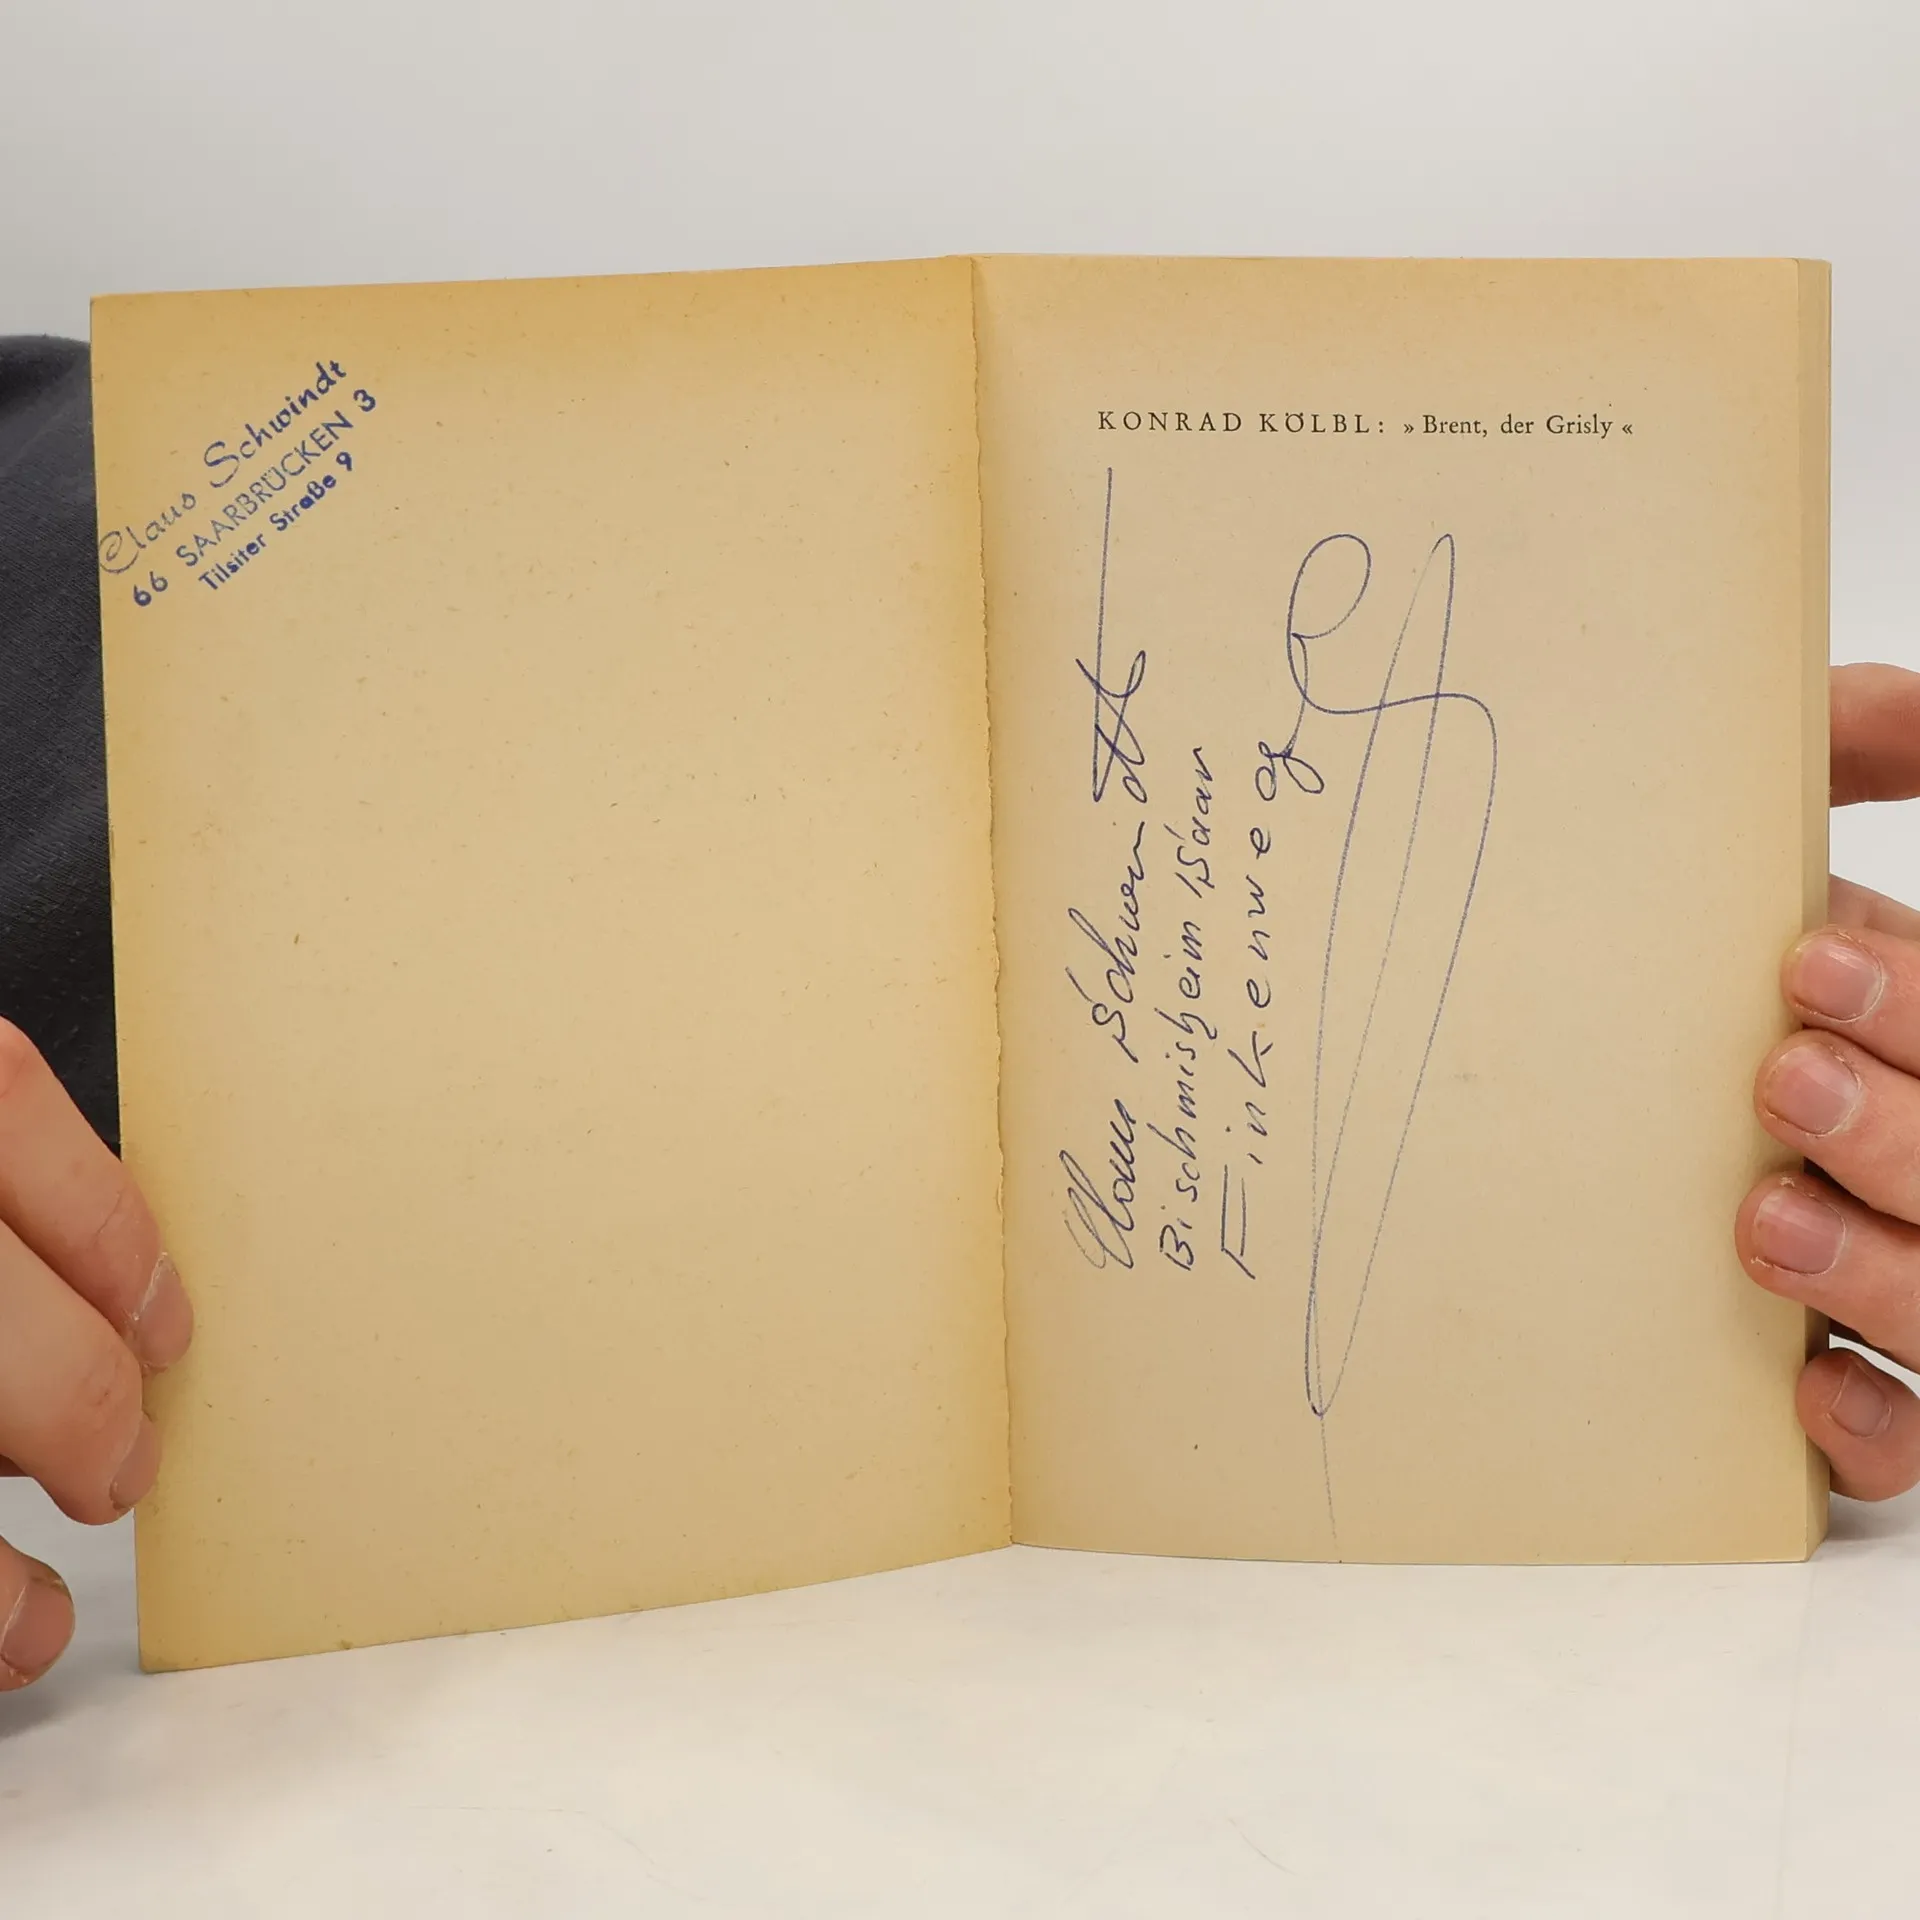 Claus Schwindt
66 SAARBRÜCKEN 3
Tilsiter Straße 9
KONRAD KÖLBL: » Brent, der Grisly «
Claus Schwindt
Bischmisheim Saar
Finkenweg